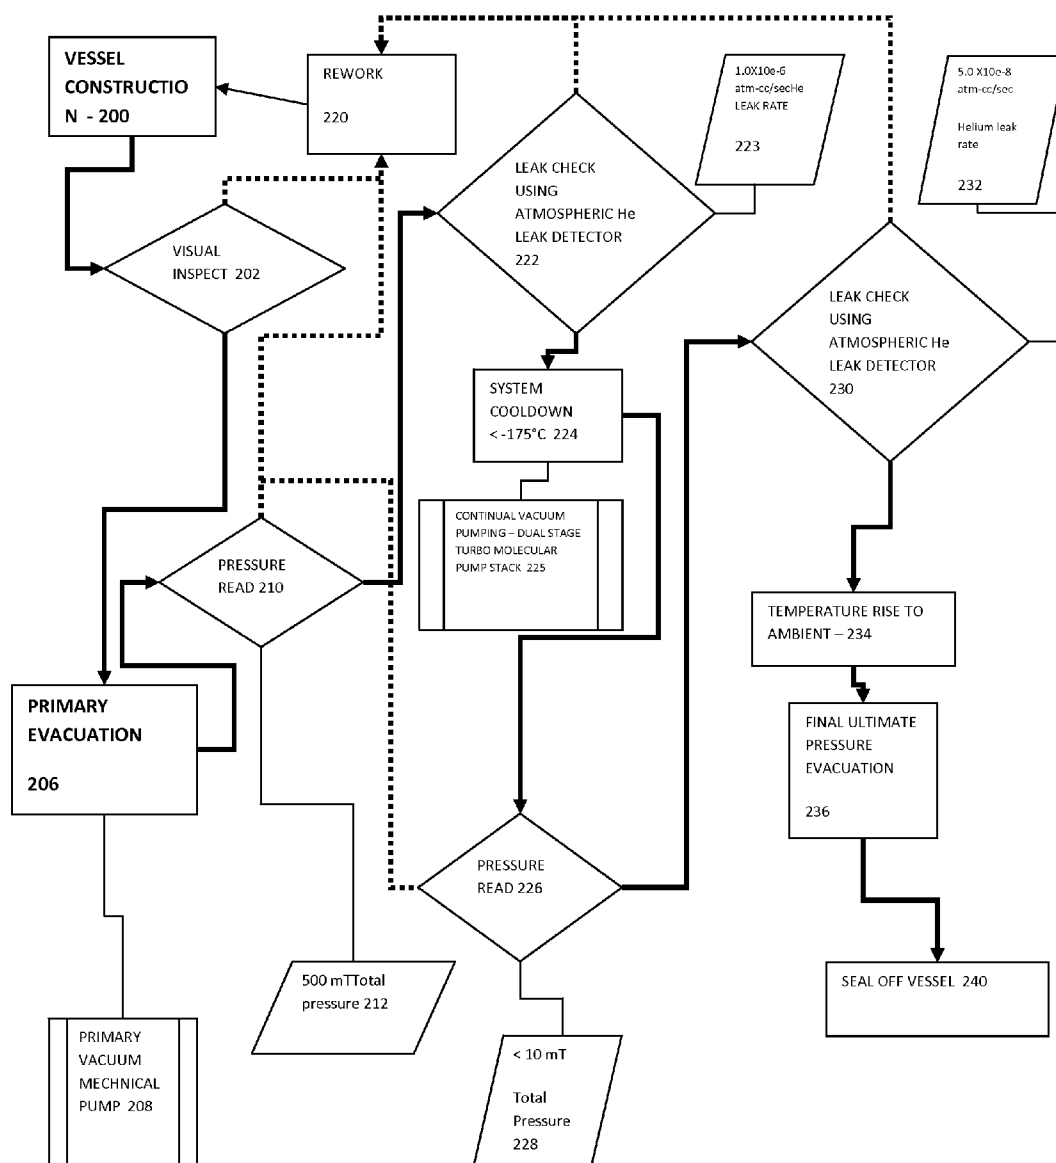 VESSEL
CONSTRUCTIO
N - 200
REWORK
220
1.0X10e-6
atm-cc/secHe
LEAK RATE
223
5.0 X10e-8
atm-cc/sec
Helium leak
rate
232
LEAK CHECK
USING
ATMOSPHERIC He
LEAK DETECTOR
222
VISUAL
INSPECT 202
LEAK CHECK
USING
ATMOSPHERIC He
LEAK DETECTOR
230
SYSTEM
COOLDOWN
< -175°C 224
CONTINUAL VACUUM
PUMPING – DUAL STAGE
TURBO MOLECULAR
PUMP STACK 225
PRESSURE
READ 210
TEMPERATURE RISE TO
AMBIENT – 234
PRIMARY
EVACUATION
206
FINAL ULTIMATE
PRESSURE
EVACUATION
236
PRESSURE
READ 226
500 mTTotal
pressure 212
SEAL OFF VESSEL 240
PRIMARY
VACUUM
MECHNICAL
PUMP 208
< 10 mT
Total
Pressure
228